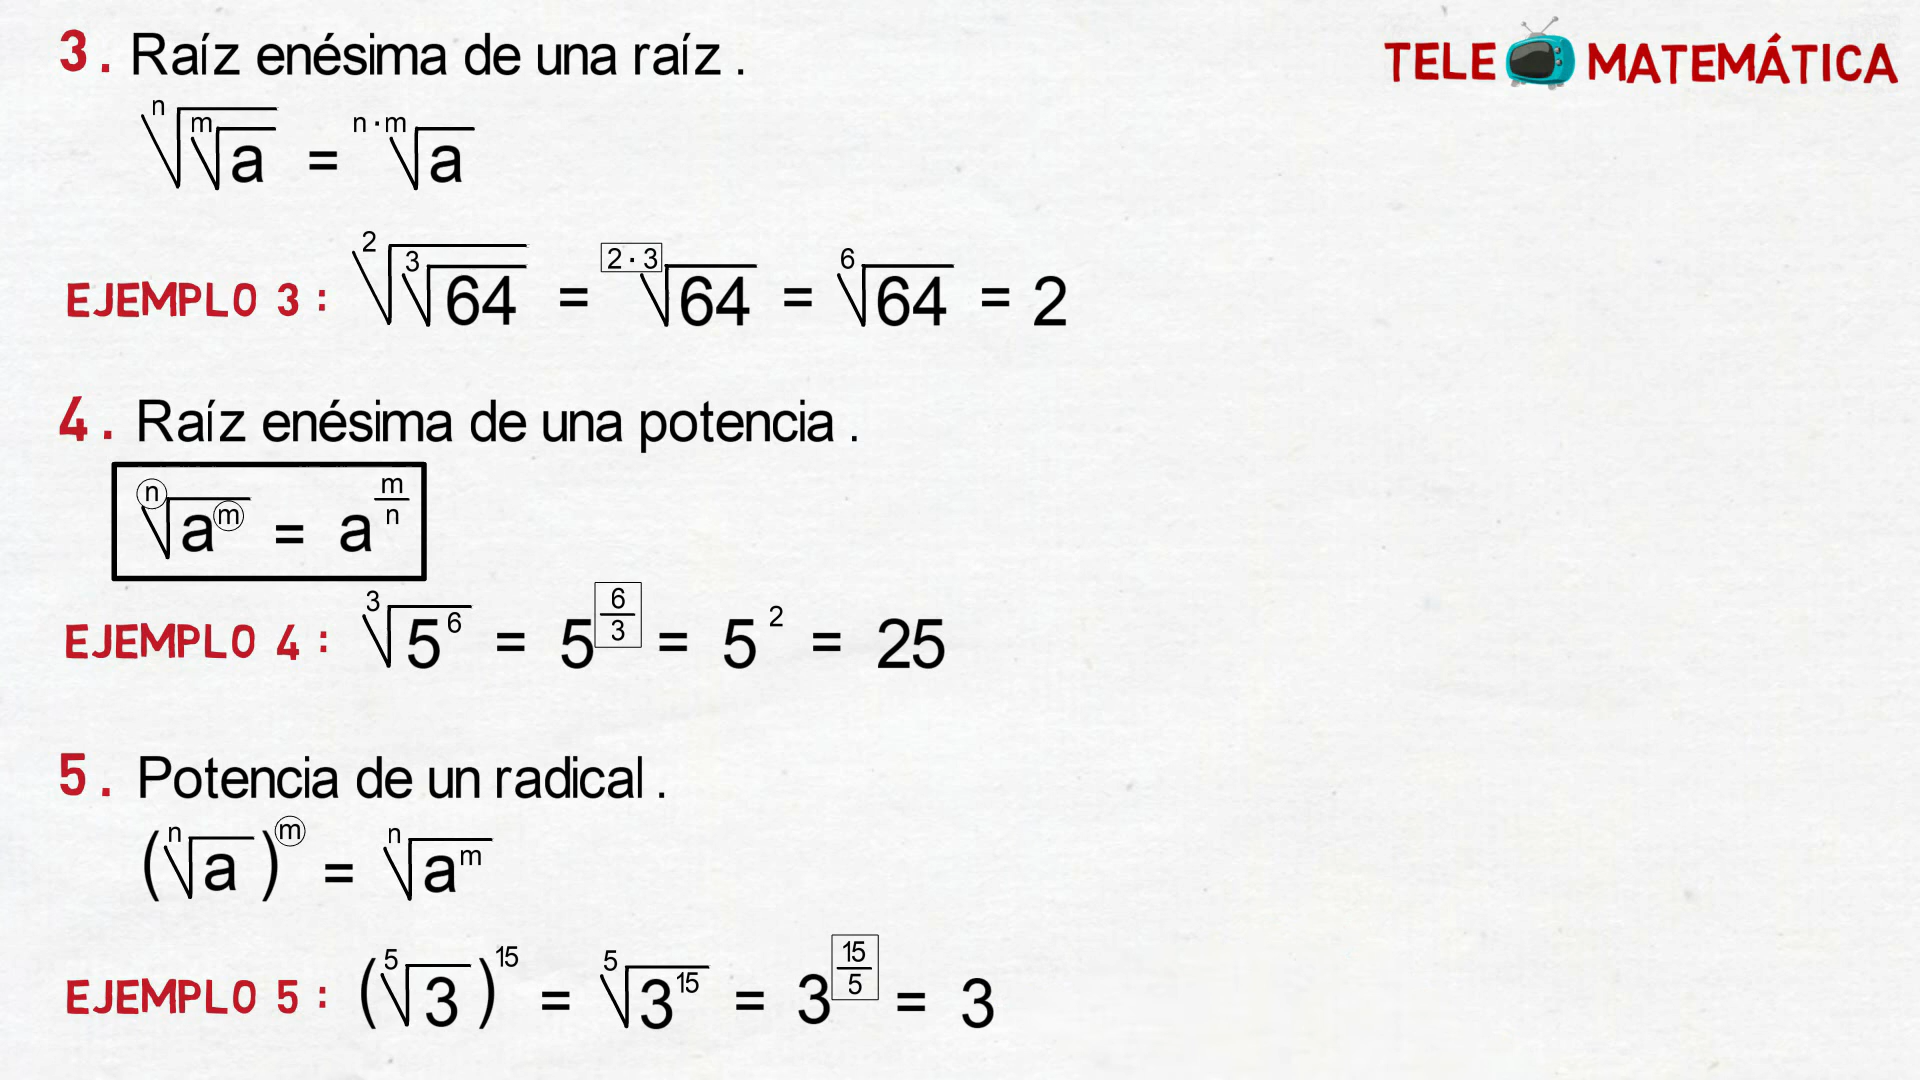 3. Raíz enésima de una raíz .
TELE MATEMÁTICA
ⁿ√(ᵐ√a) = ⁿ·ᵐ√a
EJEMPLO 3 : ²√(³√64) = ²·³√64 = ⁶√64 = 2
4. Raíz enésima de una potencia .
ⁿ√(aᵐ) = a^(m/n)
EJEMPLO 4 : ³√(5⁶) = 5^(6/3) = 5² = 25
5. Potencia de un radical .
(ⁿ√a)ᵐ = ⁿ√(aᵐ)
EJEMPLO 5 : (⁵√3)¹⁵ = ⁵√(3¹⁵) = 3^(15/5) = 3